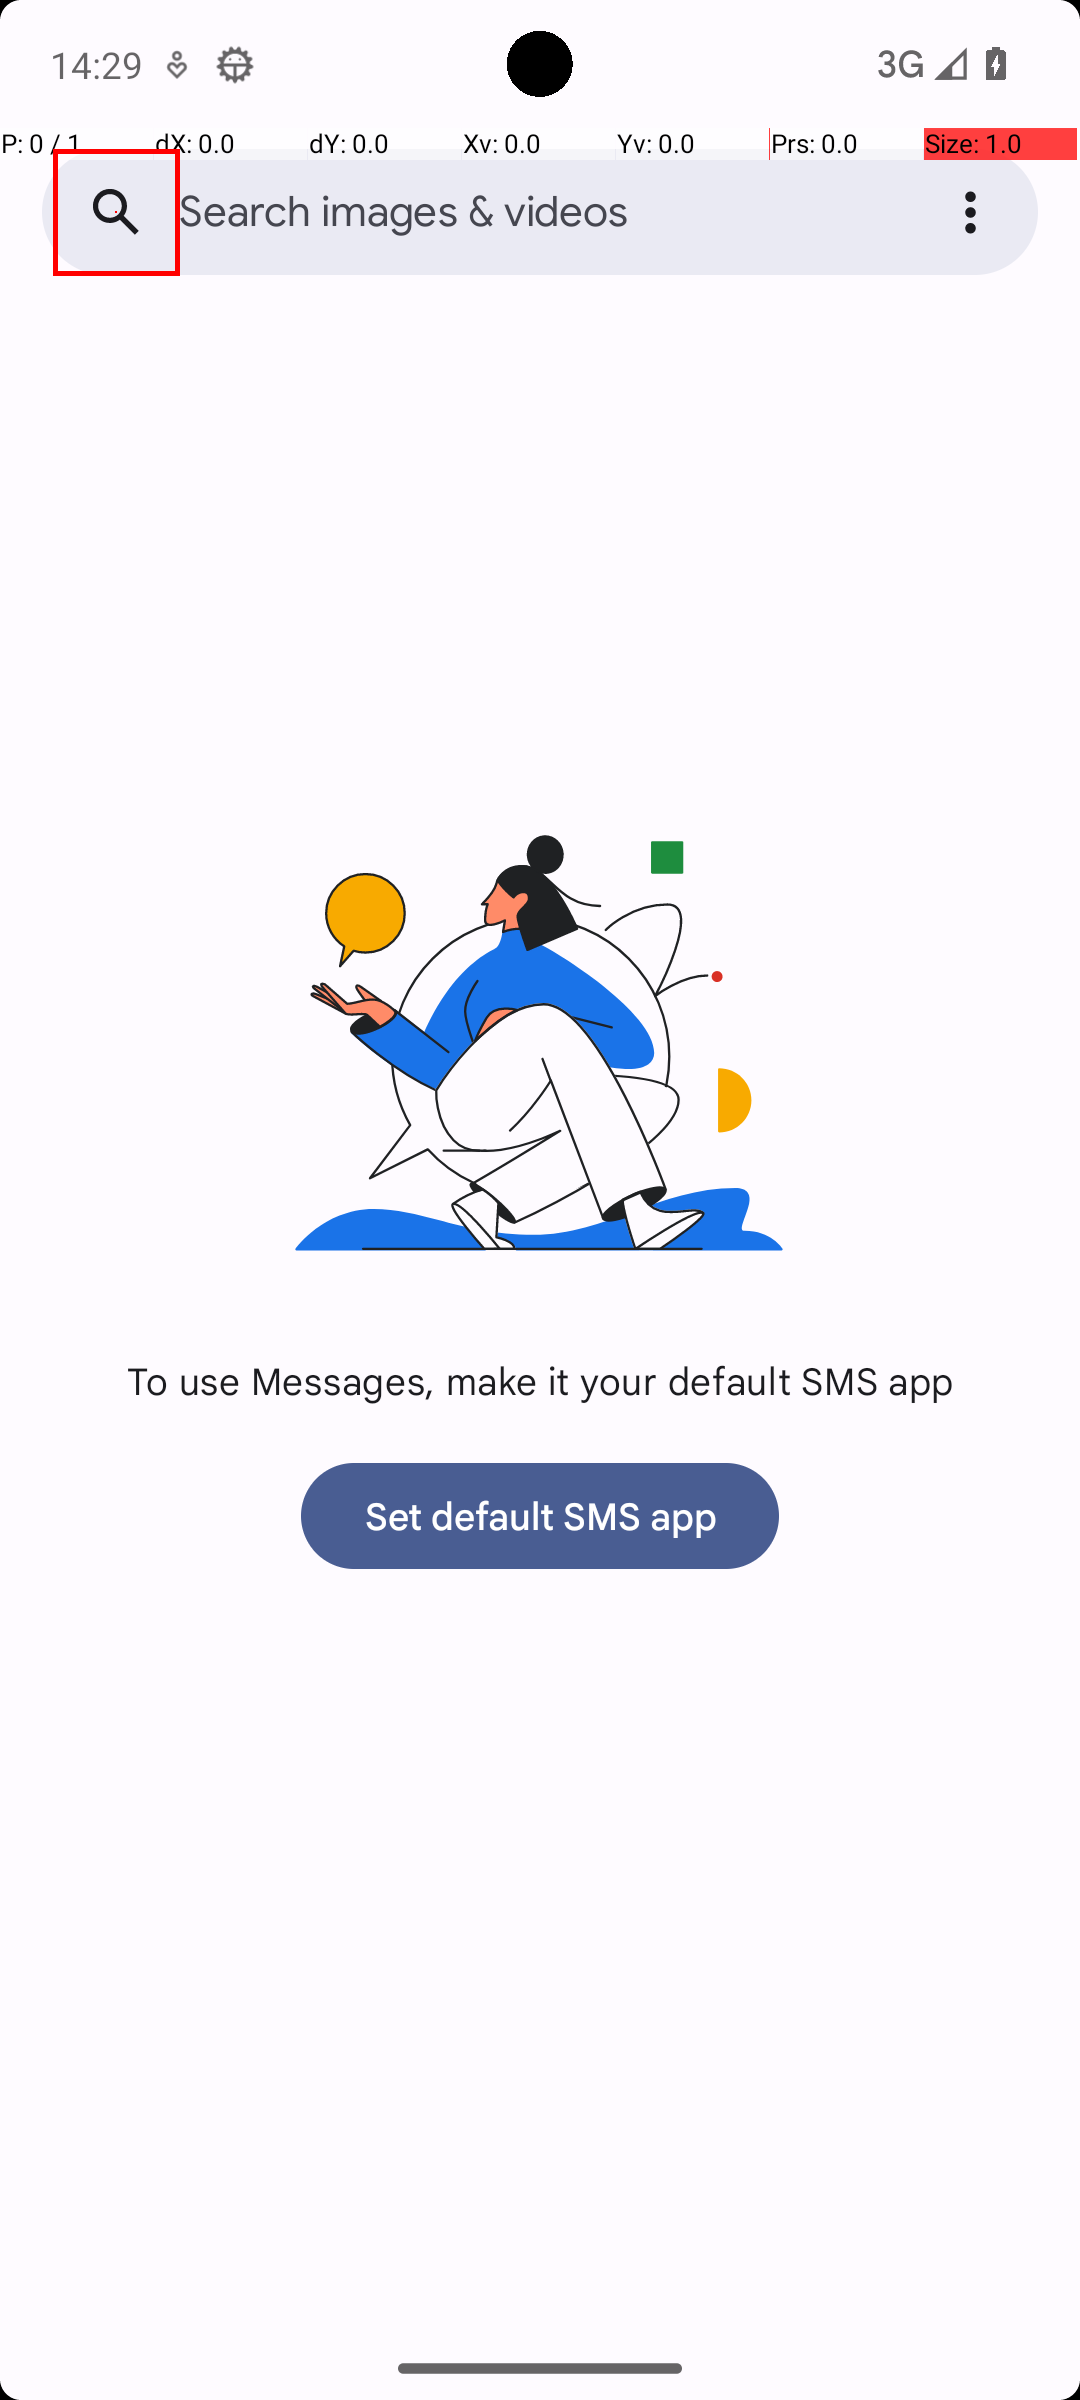 14:29
3G
P: 0 / 1 dX: 0.0 dY: 0.0 Xv: 0.0 Yv: 0.0 Prs: 0.0 Size: 1.0
Search images & videos
To use Messages, make it your default SMS app
Set default SMS app